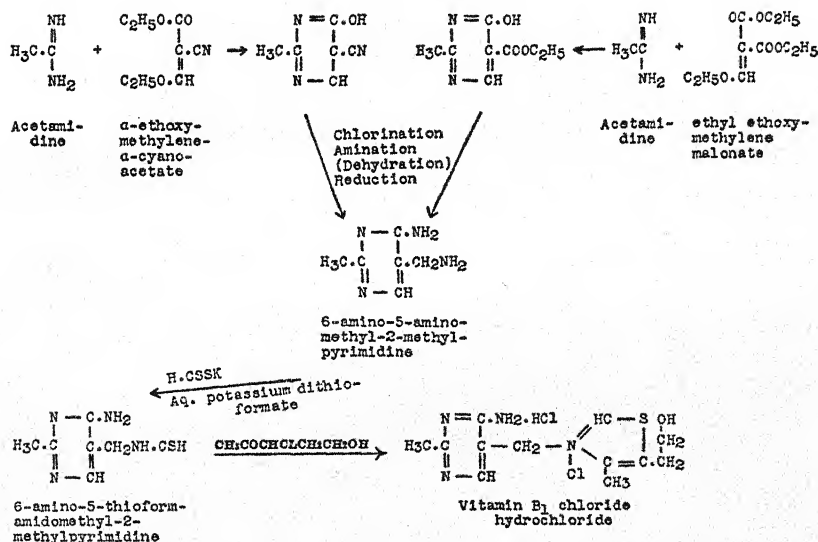 NH C2H5O.CO N = C.OH N = C.OH NH OC.OC2H5
H3C.C + C.CN → H3C.C C.CN H3C.C C.COOC2H5 ← H3C.C + C.COOC2H5
NH2 C2H5O.CH N — CH N — CH NH2 C2H5O.CH
Acetami-
dine
α-ethoxy-
methylene-
α-cyano-
acetate
Chlorination
Amination
(Dehydration)
Reduction
Acetami-
dine
ethyl ethoxy-
methylene
malonate
N — C.NH2
H3C.C C.CH2NH2
N — CH
6-amino-5-amino-
methyl-2-methyl-
pyrimidine
H.CSSK
Aq. potassium dithio-
formate
N — C.NH2
H3C.C C.CH2NH.CSH
N — CH
6-amino-5-thioform-
amidomethyl-2-
methylpyrimidine
CH3COCHCLCH2CH2OH
N = C.NH2.HCl HC — S OH
H3C.C C — CH2 — N CH2
N — CH Cl C = C — CH2
CH3
Vitamin B1 chloride
hydrochloride